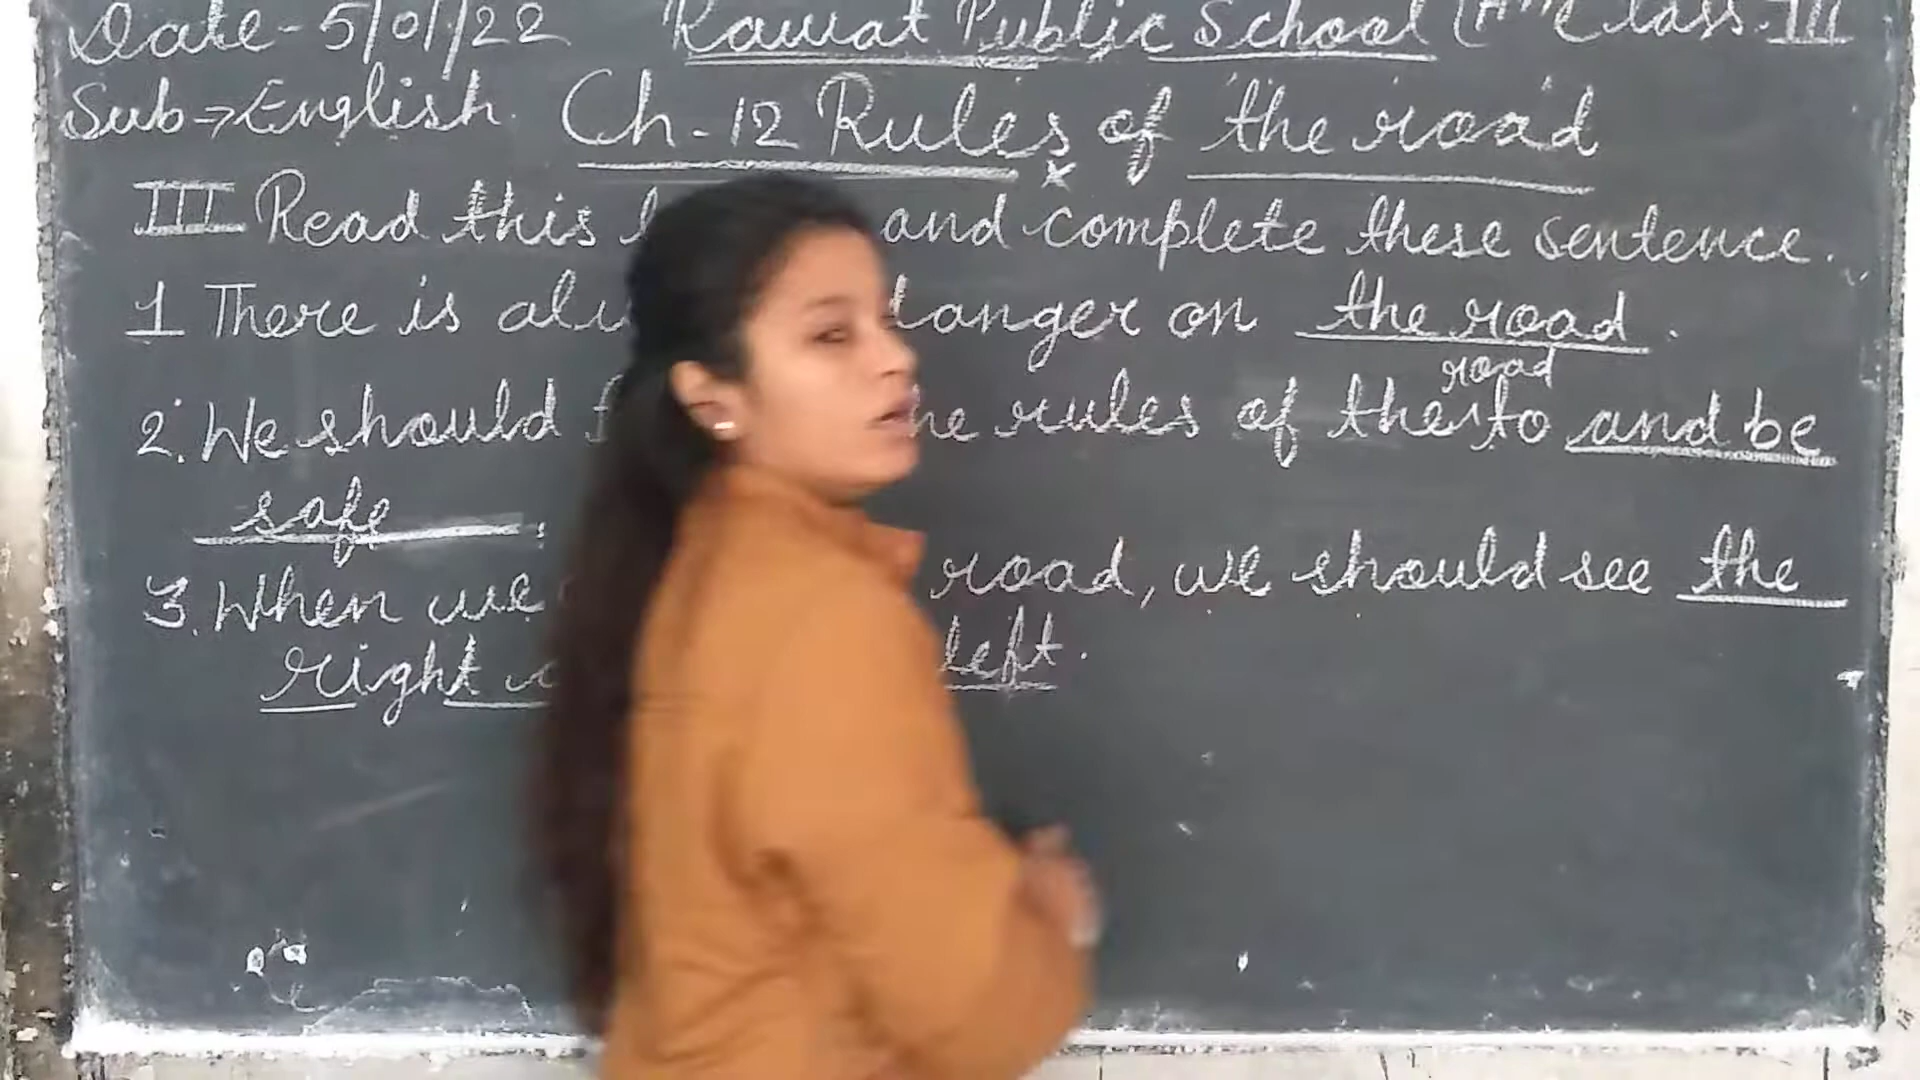 Date-5/01/22 Rawat Public School Class-III
Sub→English Ch-12 Rules of the road
III Read this and complete these sentence.
1 There is on the road.
2. We should rules of the road to and be
safe.
3. When we road, we should see the
right left.